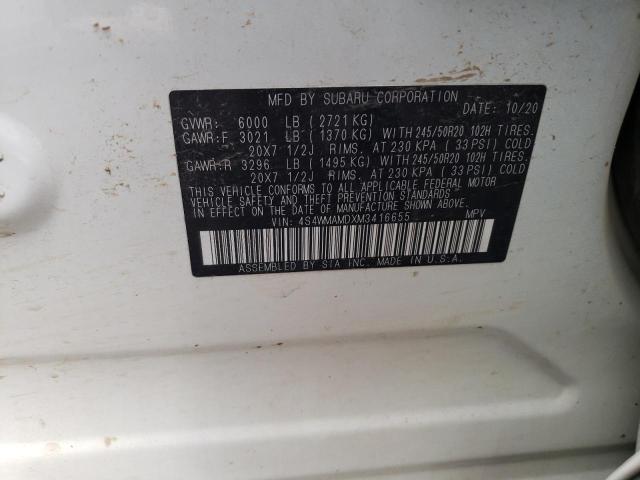 MFD BY SUBARU CORPORATION DATE: 10/20
GVWR: 6000 LB ( 2721 KG)
GAWR:F 3021 LB ( 1370 KG) WITH 245/50R20 102H TIRES.
20X7 1/2J RIMS. AT 230 KPA ( 33 PSI) COLD
GAWR:R 3296 LB ( 1495 KG) WITH 245/50R20 102H TIRES.
20X7 1/2J RIMS. AT 230 KPA ( 33 PSI) COLD
THIS VEHICLE CONFORMS TO ALL APPLICABLE FEDERAL MOTOR
VEHICLE SAFETY AND THEFT PREVENTION STANDARDS
IN EFFECT ON THE DATE OF MANUFACTURE SHOWN ABOVE.
VIN: 4S4WMAMDXM3416655 MPV
ASSEMBLED BY SIA INC. MADE IN U.S.A.